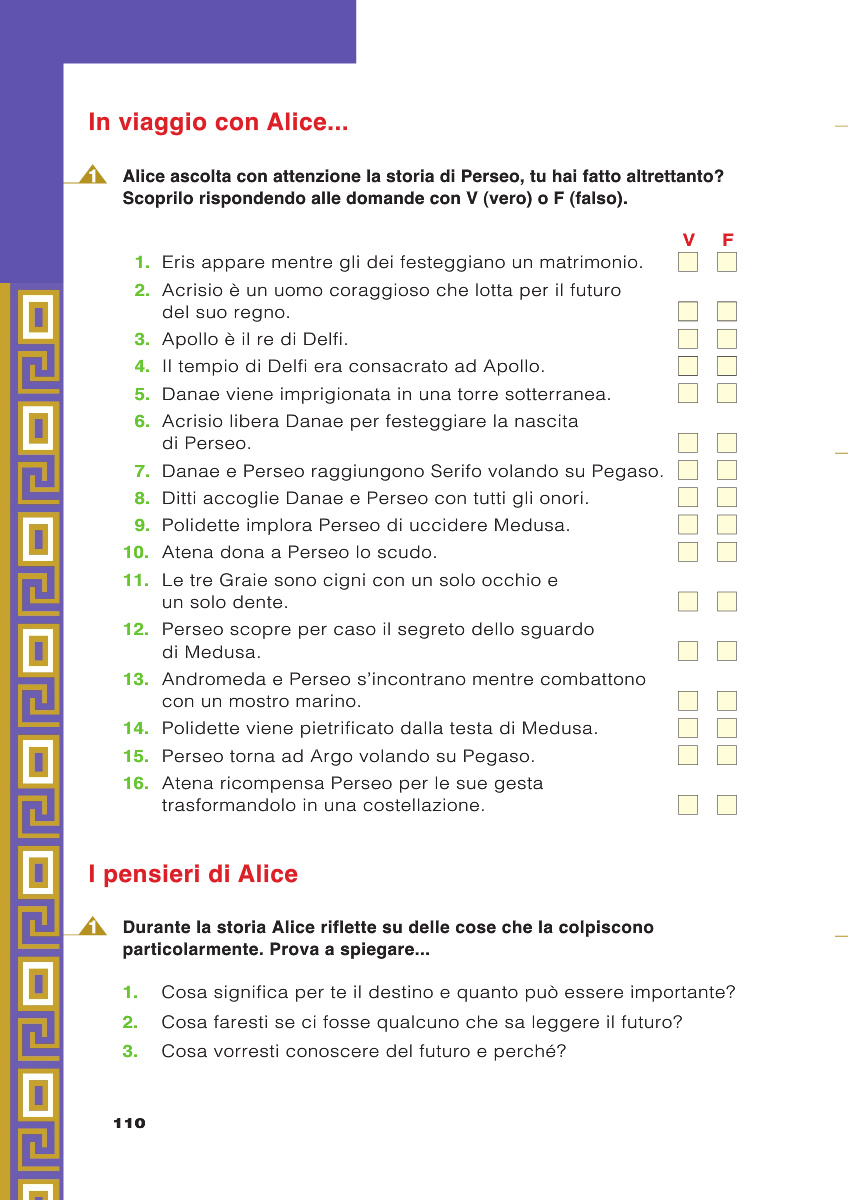 In viaggio con Alice...
1 Alice ascolta con attenzione la storia di Perseo, tu hai fatto altrettanto?
Scoprilo rispondendo alle domande con V (vero) o F (falso).
V F
1. Eris appare mentre gli dei festeggiano un matrimonio.
2. Acrisio è un uomo coraggioso che lotta per il futuro
del suo regno.
3. Apollo è il re di Delfi.
4. Il tempio di Delfi era consacrato ad Apollo.
5. Danae viene imprigionata in una torre sotterranea.
6. Acrisio libera Danae per festeggiare la nascita
di Perseo.
7. Danae e Perseo raggiungono Serifo volando su Pegaso.
8. Ditti accoglie Danae e Perseo con tutti gli onori.
9. Polidette implora Perseo di uccidere Medusa.
10. Atena dona a Perseo lo scudo.
11. Le tre Graie sono cigni con un solo occhio e
un solo dente.
12. Perseo scopre per caso il segreto dello sguardo
di Medusa.
13. Andromeda e Perseo s’incontrano mentre combattono
con un mostro marino.
14. Polidette viene pietrificato dalla testa di Medusa.
15. Perseo torna ad Argo volando su Pegaso.
16. Atena ricompensa Perseo per le sue gesta
trasformandolo in una costellazione.
I pensieri di Alice
1 Durante la storia Alice riflette su delle cose che la colpiscono
particolarmente. Prova a spiegare...
1. Cosa significa per te il destino e quanto può essere importante?
2. Cosa faresti se ci fosse qualcuno che sa leggere il futuro?
3. Cosa vorresti conoscere del futuro e perché?
110